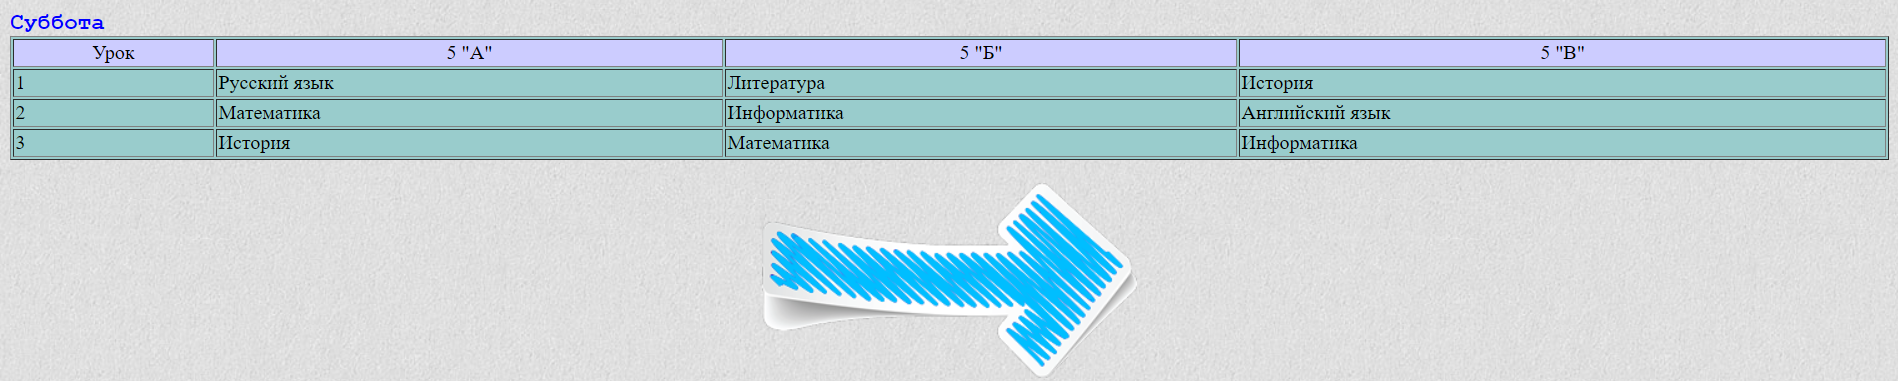 Суббота
Урок 5 "А" 5 "Б" 5 "В"
1 Русский язык Литература История
2 Математика Информатика Английский язык
3 История Математика Информатика